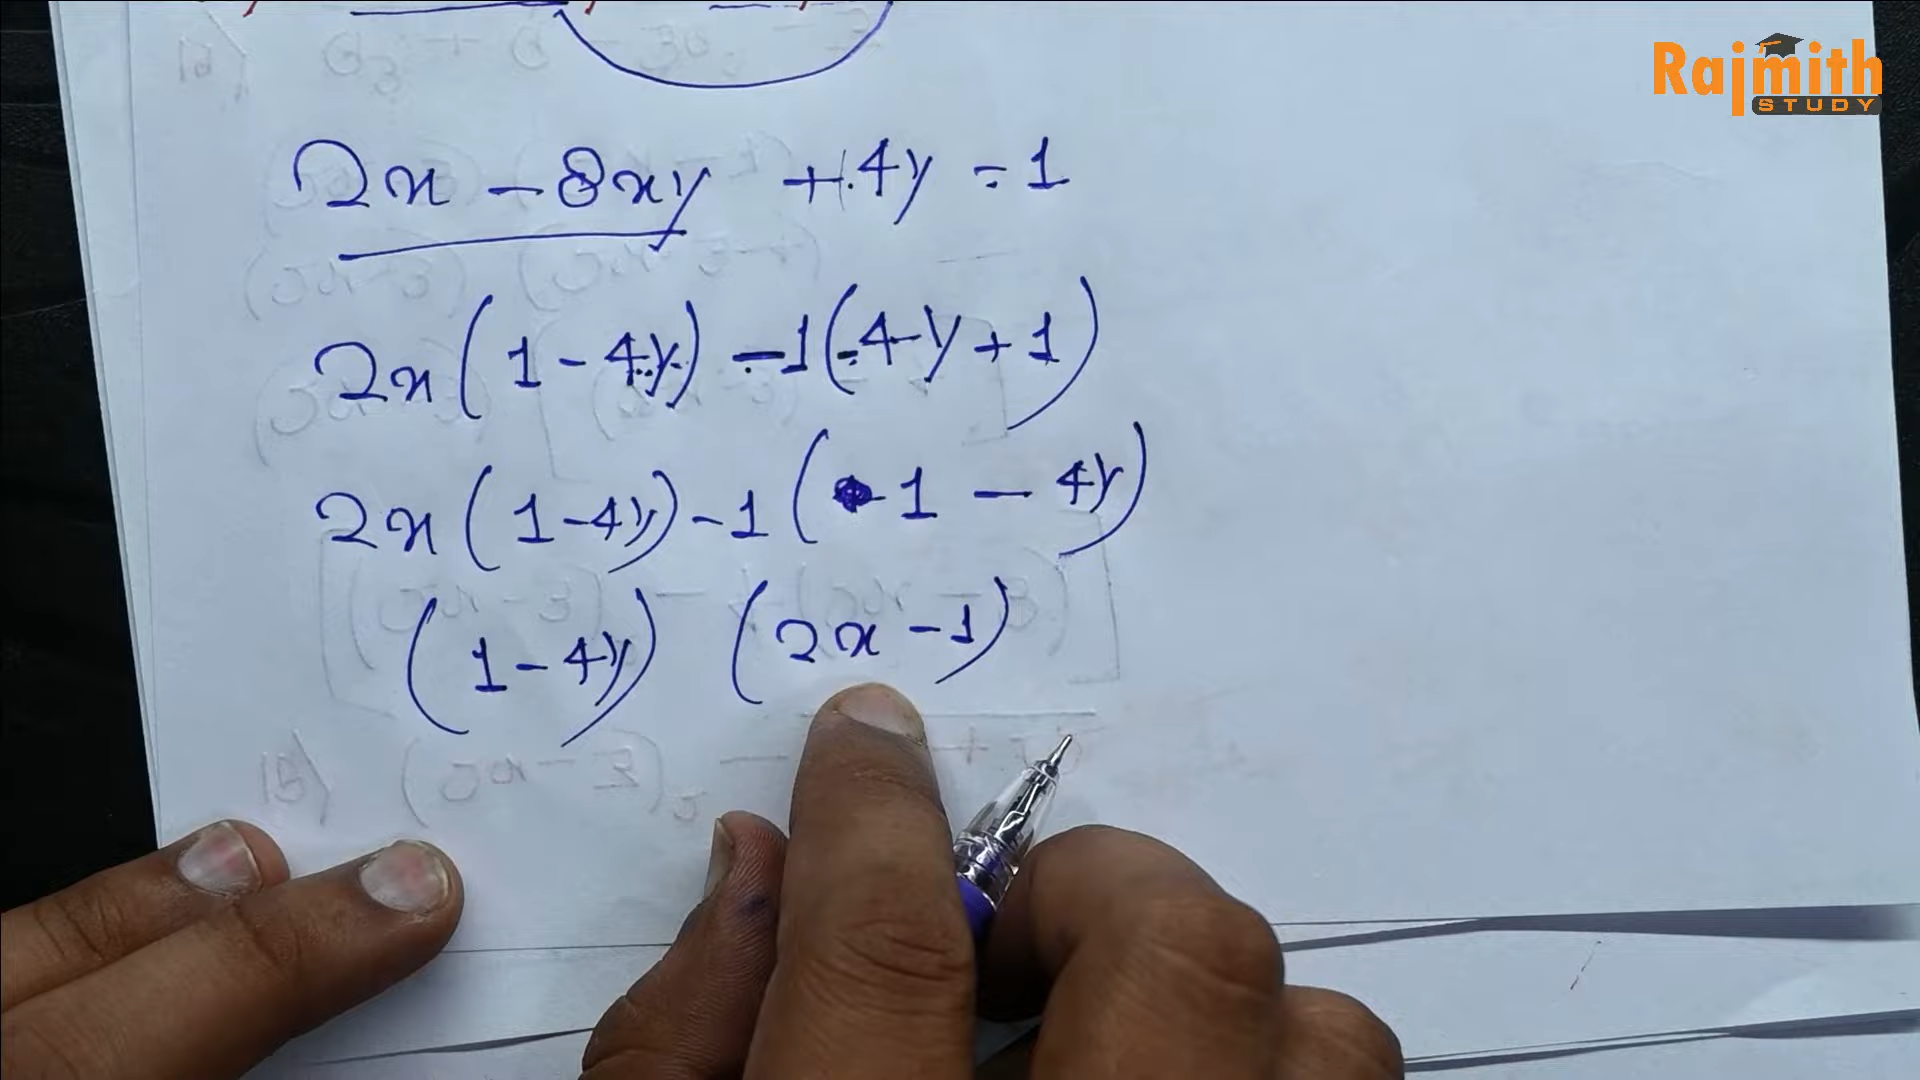 Rajmith
STUDY
2x - 8xy + 4y - 1
2x(1 - 4y) - 1(-4y + 1)
2x(1 - 4y) - 1(1 - 4y)
(1 - 4y) (2x - 1)